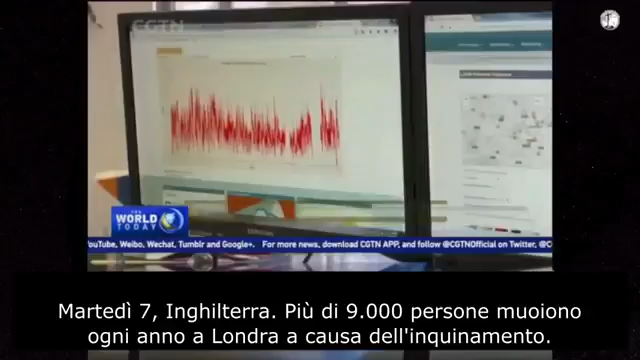 CGTN
THE
WORLD
TODAY
YouTube, Weibo, Wechat, Tumblr and Google+. For more news, download CGTN APP, and follow @CGTNOfficial on Twitter, @C
Martedì 7, Inghilterra. Più di 9.000 persone muoiono
ogni anno a Londra a causa dell'inquinamento.